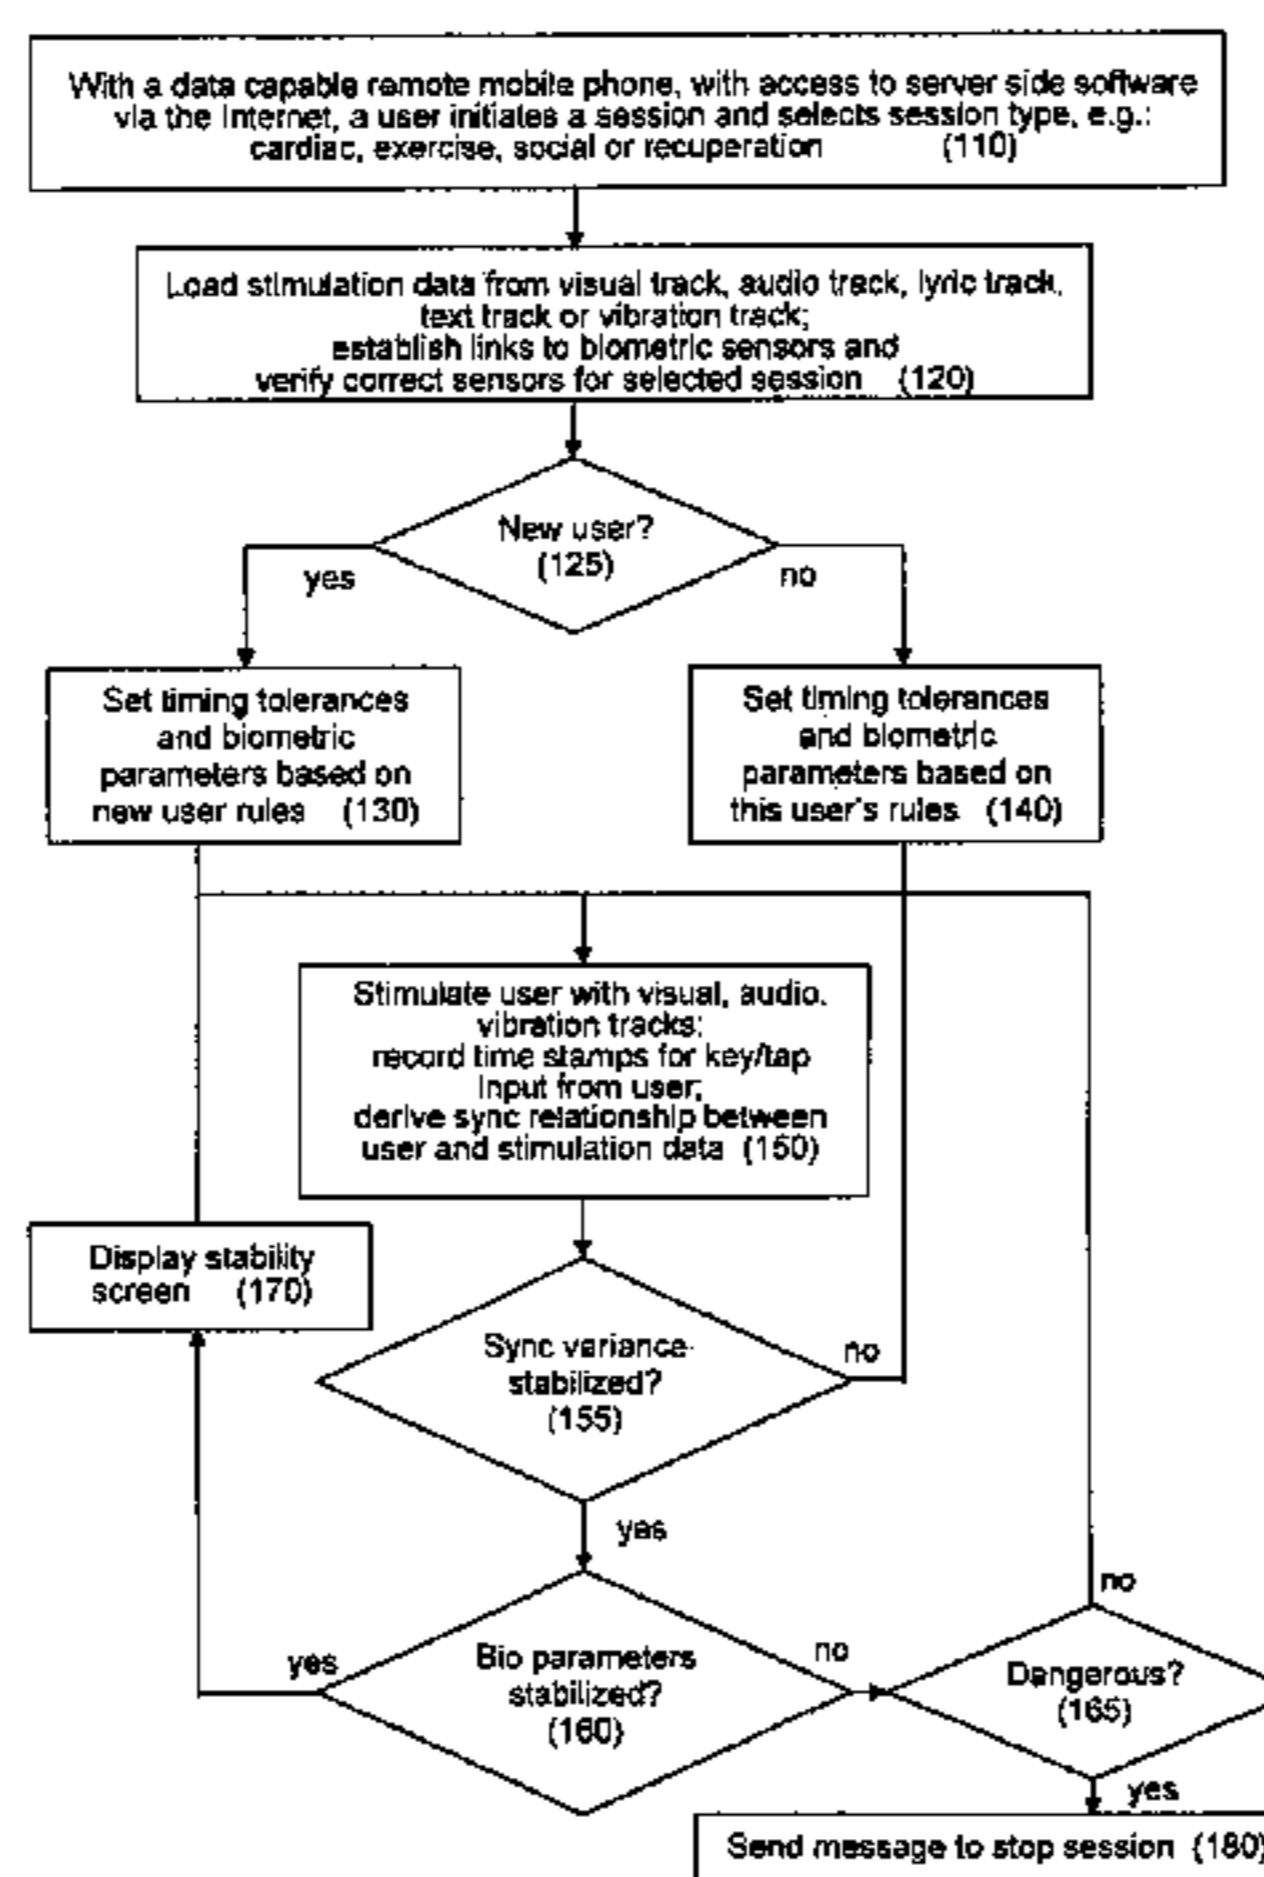 With a data capable remote mobile phone, with access to server side software
via the Internet, a user initiates a session and selects session type, e.g.:
cardiac, exercise, social or recuperation (110)
Load stimulation data from visual track, audio track, lyric track,
text track or vibration track;
establish links to biometric sensors and
verify correct sensors for selected session (120)
New user?
(125)
yes
no
Set timing tolerances
and biometric
parameters based on
new user rules (130)
Set timing tolerances
and biometric
parameters based on
this user's rules (140)
Stimulate user with visual, audio,
vibration tracks;
record time stamps for key/tap
input from user;
derive sync relationship between
user and stimulation data (150)
Display stability
screen (170)
Sync variance
stabilized?
(155)
no
yes
Bio parameters
stabilized?
(160)
yes
no
Dangerous?
(165)
no
yes
Send message to stop session (180)